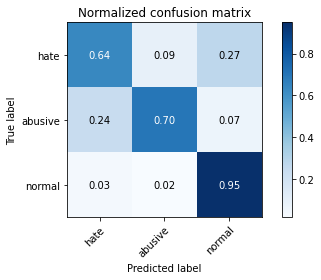 Normalized confusion matrix
True label
hate
0.64 0.09 0.27
abusive
0.24 0.70 0.07
normal
0.03 0.02 0.95
hate abusive normal
Predicted label
0.8
0.6
0.4
0.2